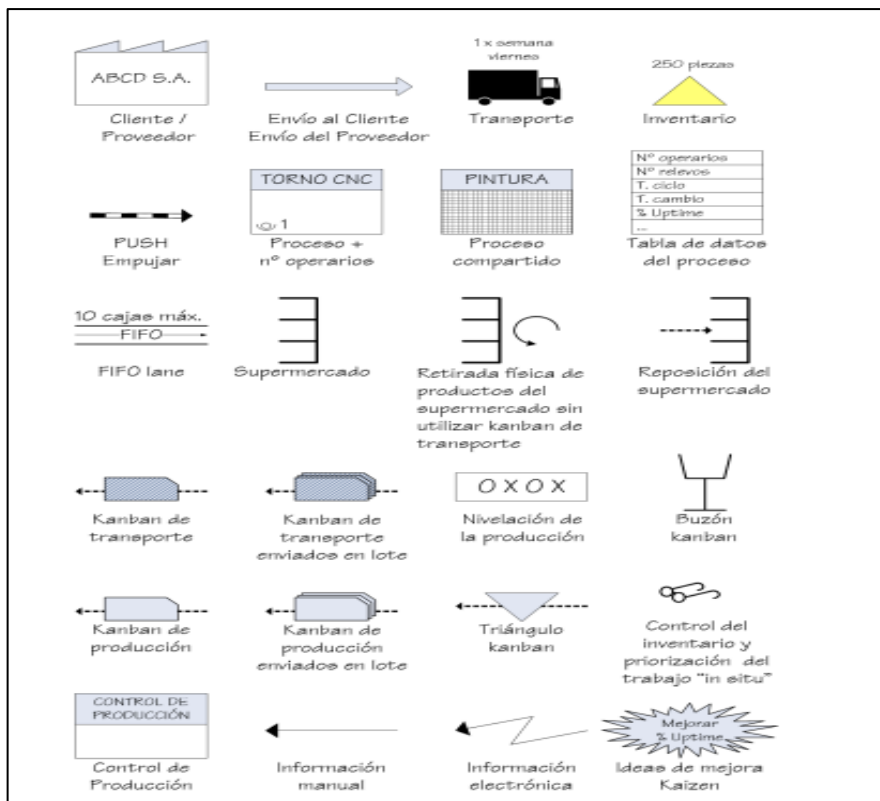 ABCD S.A.
Cliente /
Proveedor
Envío al Cliente
Envío del Proveedor
1 x semana
viernes
Transporte
250 piezas
Inventario
PUSH
Empujar
TORNO CNC
1
Proceso +
nº operarios
PINTURA
Proceso
compartido
Nº operarios
Nº relevos
T. ciclo
T. cambio
% Uptime
...
Tabla de datos
del proceso
10 cajas máx.
FIFO
FIFO lane
Supermercado
Retirada física de
productos del
supermercado sin
utilizar kanban de
transporte
Reposición del
supermercado
Kanban de
transporte
Kanban de
transporte
enviados en lote
OXOX
Nivelación de
la producción
Buzón
kanban
Kanban de
producción
Kanban de
producción
enviados en lote
Triángulo
kanban
Control del
inventario y
priorización del
trabajo "in situ"
CONTROL DE
PRODUCCIÓN
Control de
Producción
Información
manual
Información
electrónica
Mejorar
% Uptime
Ideas de mejora
Kaizen